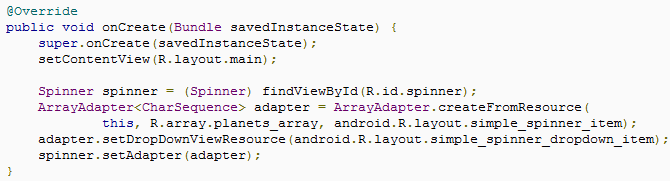 @Override
public void onCreate(Bundle savedInstanceState) {
    super.onCreate(savedInstanceState);
    setContentView(R.layout.main);

    Spinner spinner = (Spinner) findViewById(R.id.spinner);
    ArrayAdapter<CharSequence> adapter = ArrayAdapter.createFromResource(
            this, R.array.planets_array, android.R.layout.simple_spinner_item);
    adapter.setDropDownViewResource(android.R.layout.simple_spinner_dropdown_item);
    spinner.setAdapter(adapter);
}